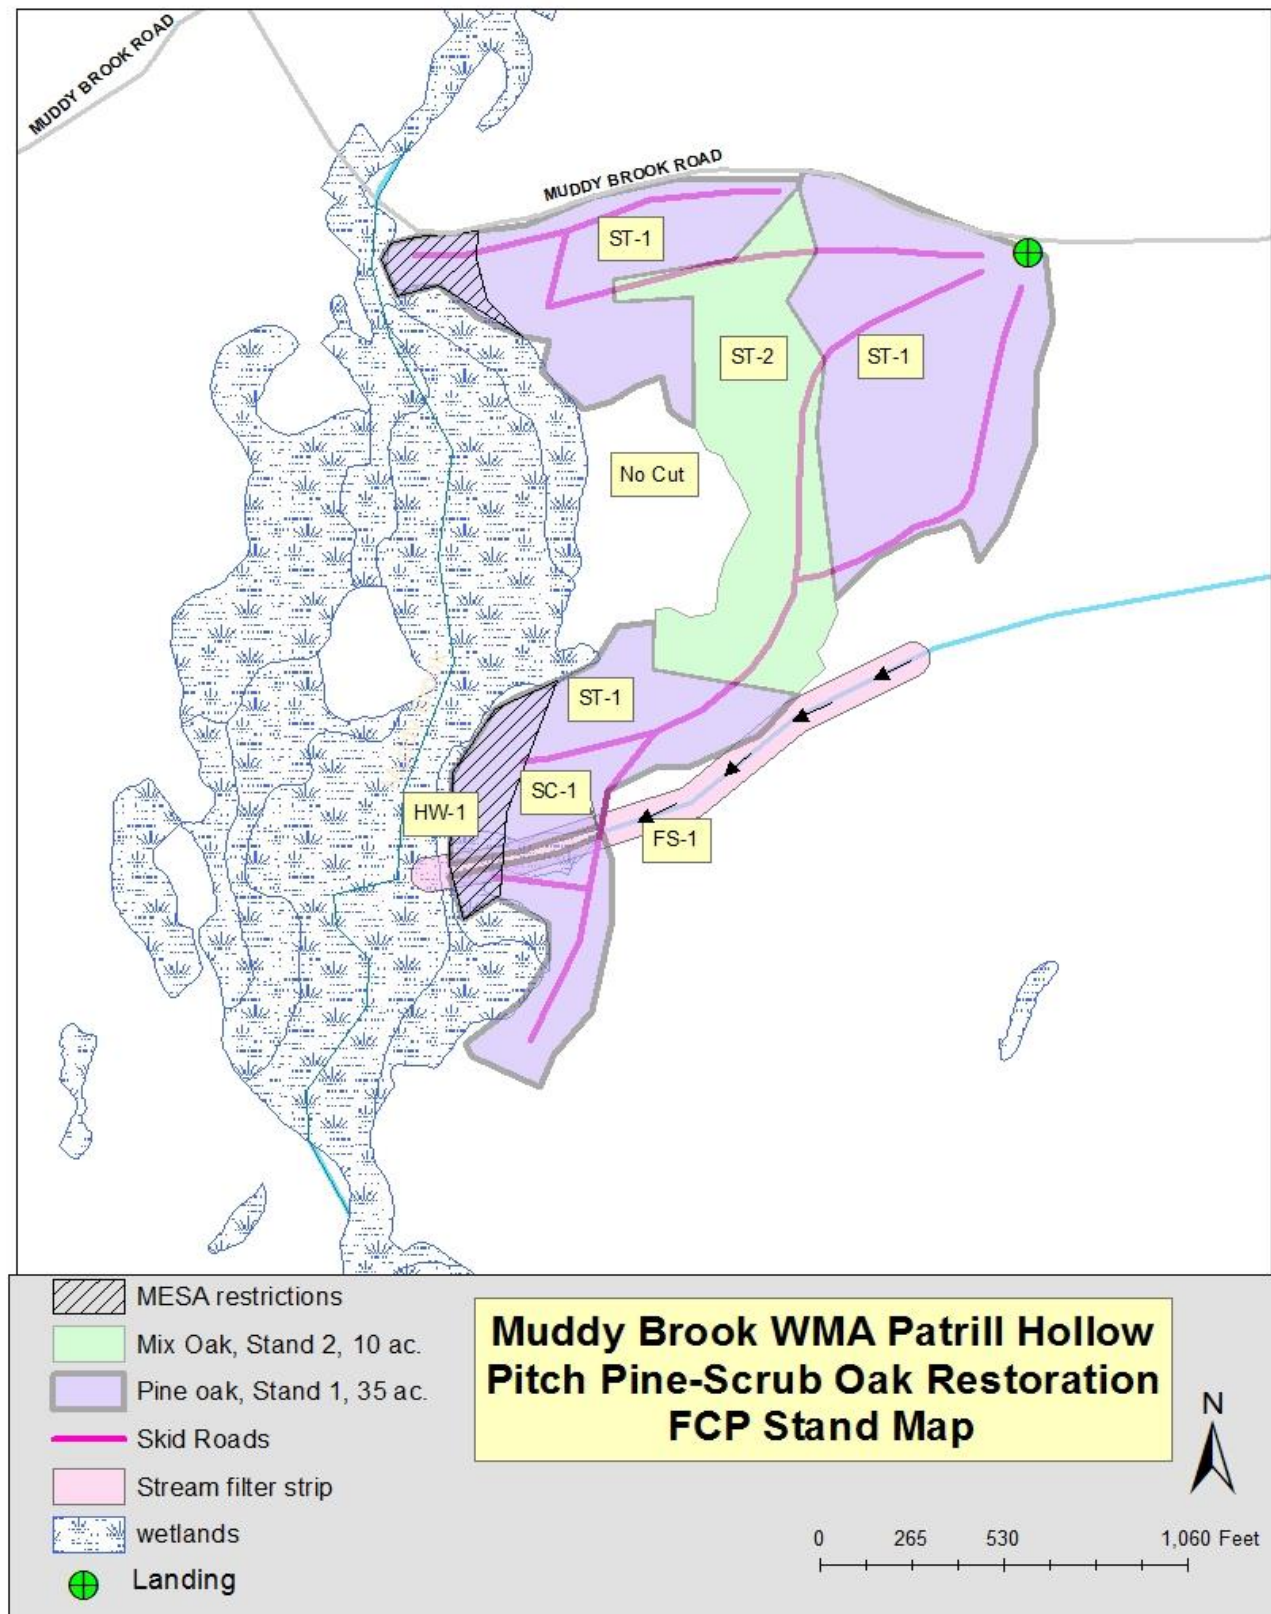 MUDDY BROOK ROAD
MUDDY BROOK ROAD
ST-1
ST-2
ST-1
No Cut
ST-1
SC-1
HW-1
FS-1
MESA restrictions
Mix Oak, Stand 2, 10 ac.
Pine oak, Stand 1, 35 ac.
Skid Roads
Stream filter strip
wetlands
Landing
Muddy Brook WMA Patrill Hollow
Pitch Pine-Scrub Oak Restoration
FCP Stand Map
N
0 265 530 1,060 Feet